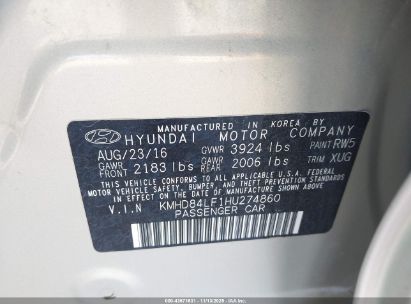 MANUFACTURED IN KOREA BY
HYUNDAI MOTOR COMPANY
AUG/23/16 GVWR 3924 lbs PAINT RW5
GAWR FRONT 2183 lbs GAWR REAR 2006 lbs TRIM XUG
THIS VEHICLE CONFORMS TO ALL APPLICABLE U.S. FEDERAL
MOTOR VEHICLE SAFETY, BUMPER, AND THEFT PREVENTION
STANDARDS IN EFFECT ON THE DATE OF MANUFACTURE SHOWN ABOVE.
V.I.N KMHD84LF1HU274860
PASSENGER CAR